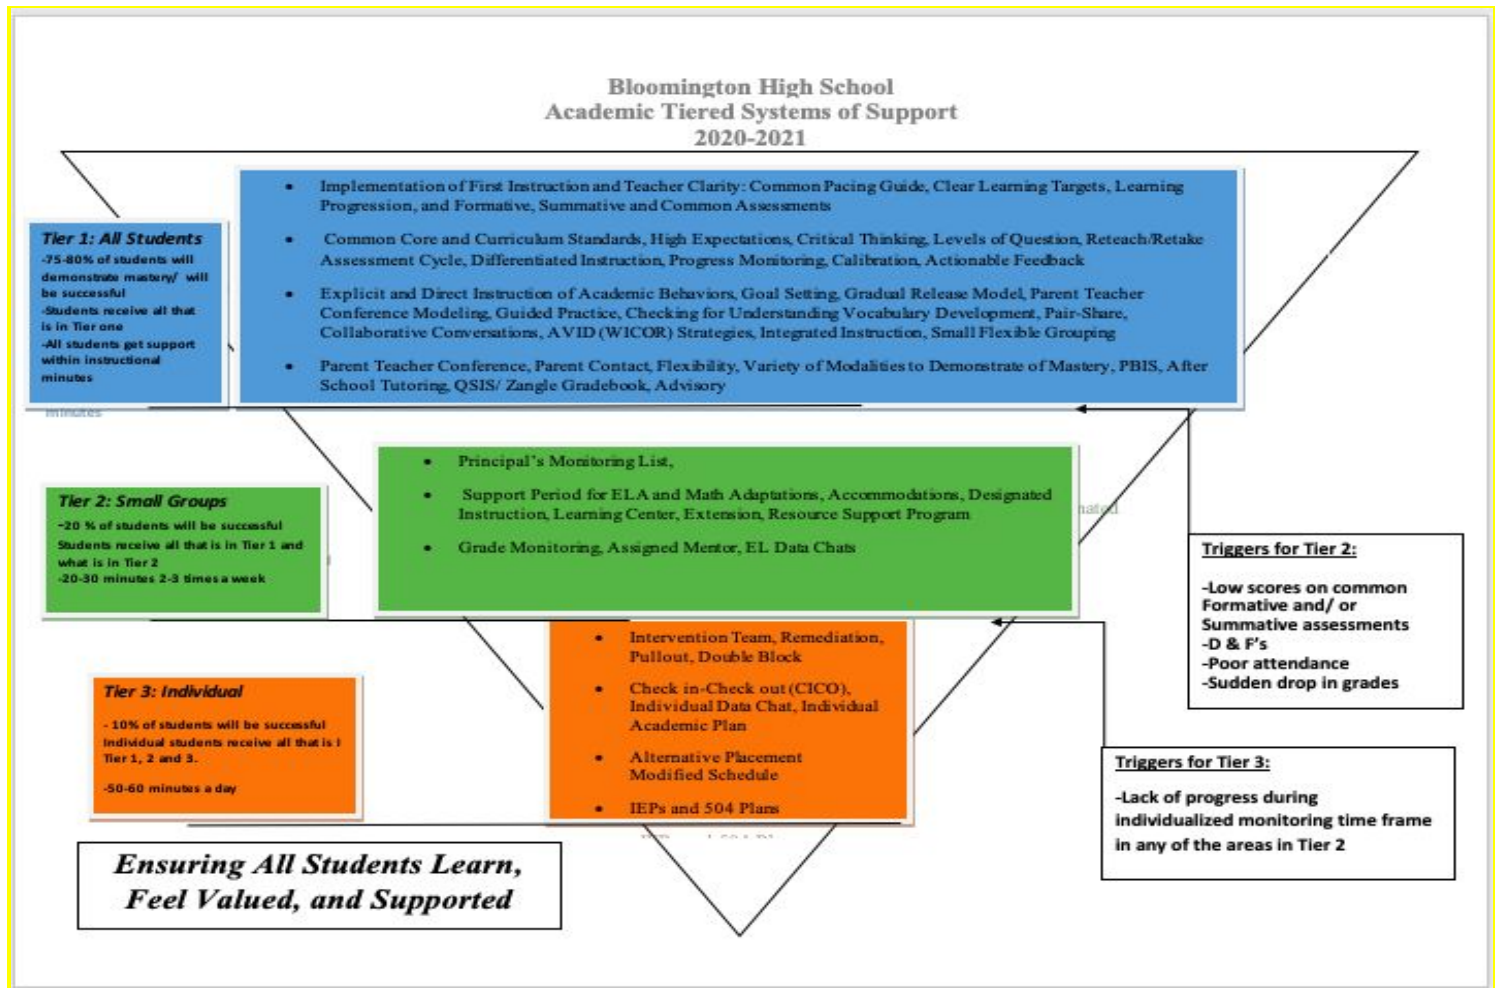 Bloomington High School
Academic Tiered Systems of Support
2020-2021
Tier 1: All Students
-75-80% of students will
demonstrate mastery/ will
be successful
-Students receive all that
is in Tier one
-All students get support
within instructional
minutes
minutes
• Implementation of First Instruction and Teacher Clarity: Common Pacing Guide, Clear Learning Targets, Learning
Progression, and Formative, Summative and Common Assessments
• Common Core and Curriculum Standards, High Expectations, Critical Thinking, Levels of Question, Reteach/Retake
Assessment Cycle, Differentiated Instruction, Progress Monitoring, Calibration, Actionable Feedback
• Explicit and Direct Instruction of Academic Behaviors, Goal Setting, Gradual Release Model, Parent Teacher
Conference Modeling, Guided Practice, Checking for Understanding Vocabulary Development, Pair-Share,
Collaborative Conversations, AVID (WICOR) Strategies, Integrated Instruction, Small Flexible Grouping
• Parent Teacher Conference, Parent Contact, Flexibility, Variety of Modalities to Demonstrate of Mastery, PBIS, After
School Tutoring, QSIS/ Zangle Gradebook, Advisory
Tier 2: Small Groups
-20 % of students will be successful
Students receive all that is in Tier 1 and
what is in Tier 2
-20-30 minutes 2-3 times a week
• Principal's Monitoring List,
• Support Period for ELA and Math Adaptations, Accommodations, Designated
Instruction, Learning Center, Extension, Resource Support Program
• Grade Monitoring, Assigned Mentor, EL Data Chats
nated
Triggers for Tier 2:
-Low scores on common
Formative and/ or
Summative assessments
-D & F's
-Poor attendance
-Sudden drop in grades
Tier 3: Individual
- 10% of students will be successful
Individual students receive all that is i
Tier 1, 2 and 3.
-50-60 minutes a day
• Intervention Team, Remediation,
Pullout, Double Block
• Check in-Check out (CICO),
Individual Data Chat, Individual
Academic Plan
• Alternative Placement
Modified Schedule
• IEPs and 504 Plans
Triggers for Tier 3:
-Lack of progress during
individualized monitoring time frame
in any of the areas in Tier 2
Ensuring All Students Learn,
Feel Valued, and Supported